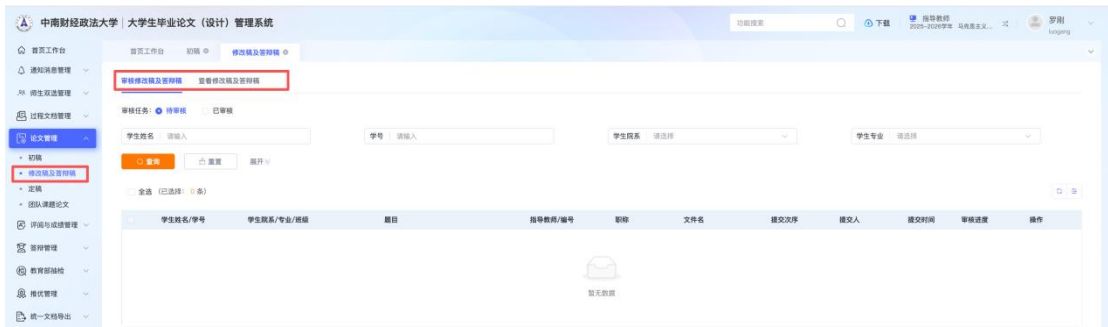 中南财经政法大学 大学生毕业论文（设计）管理系统
功能搜索
下载
指导教师
2025-2026学年 马克思主义...
罗刚
luogang
首页工作台
首页工作台 初稿 修改稿及答辩稿
通知消息管理
师生双选管理
过程文档管理
论文管理
初稿
修改稿及答辩稿
定稿
团队课题论文
评阅与成绩管理
答辩管理
教育部抽检
推优管理
统一文档导出
审核修改稿及答辩稿 查看修改稿及答辩稿
审核任务： 待审核 已审核
学生姓名 请输入 学号 请输入 学生院系 请选择 学生专业 请选择
查询 重置 展开
全选 (已选择： 0 条)
学生姓名/学号 学生院系/专业/班级 题目 指导教师/编号 职称 文件名 提交次序 提交人 提交时间 审核进度 操作
暂无数据